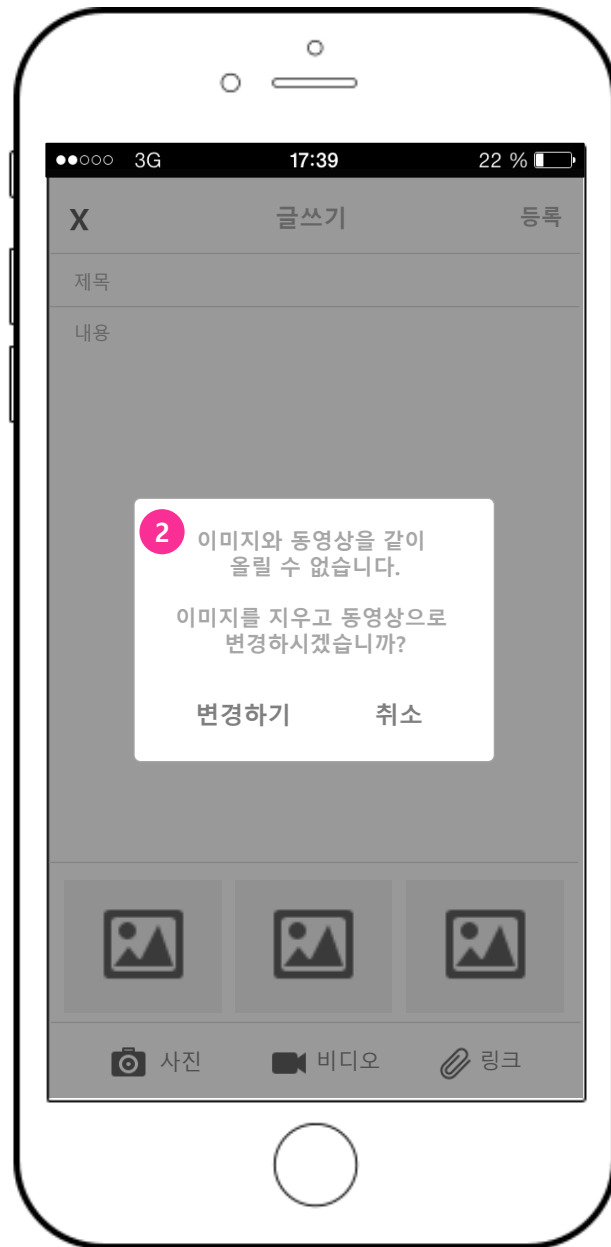 3G 17:39 22 %
X 글쓰기 등록
제목
내용
2
이미지와 동영상을 같이
올릴 수 없습니다.
이미지를 지우고 동영상으로
변경하시겠습니까?
변경하기 취소
사진 비디오 링크